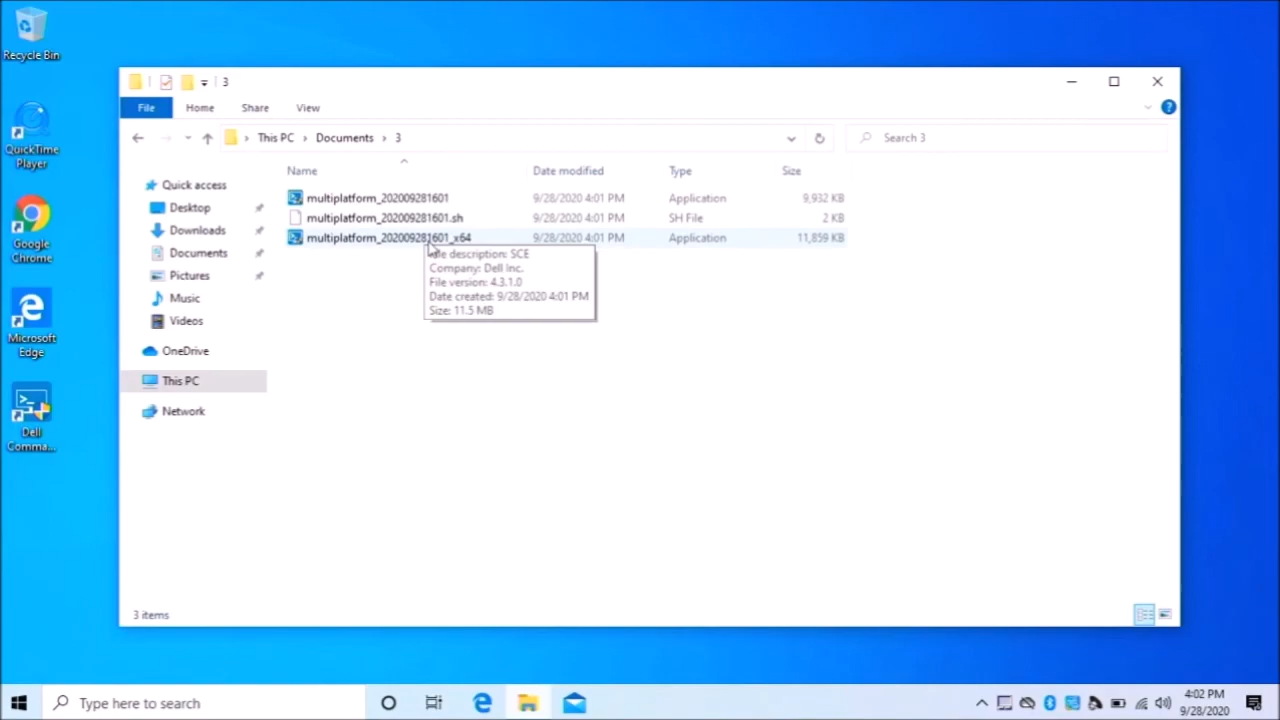 Recycle Bin
QuickTime
Player
Google
Chrome
Microsoft
Edge
Dell
Comma...
3
File Home Share View
This PC Documents 3
Search 3
Name Date modified Type Size
multiplatform_202009281601 9/28/2020 4:01 PM Application 9,932 KB
multiplatform_202009281601.sh 9/28/2020 4:01 PM SH File 2 KB
multiplatform_202009281601_x64 9/28/2020 4:01 PM Application 11,859 KB
description: SCE
Company: Dell Inc.
File version: 4.3.1.0
Date created: 9/28/2020 4:01 PM
Size: 11.5 MB
Quick access
Desktop
Downloads
Documents
Pictures
Music
Videos
OneDrive
This PC
Network
3 items
Type here to search
4:02 PM
9/28/2020